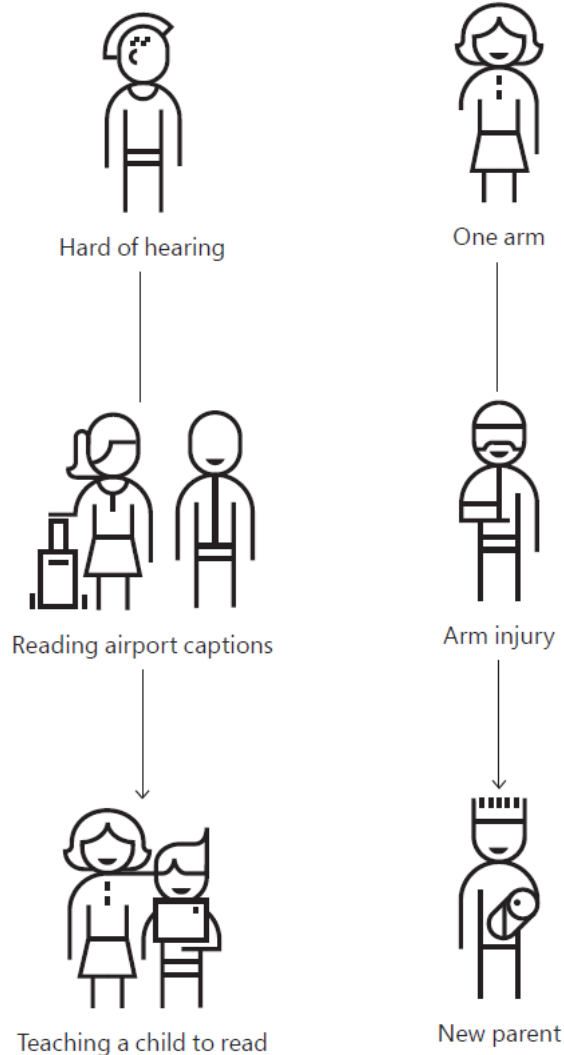 Hard of hearing
One arm
Reading airport captions
Arm injury
Teaching a child to read
New parent